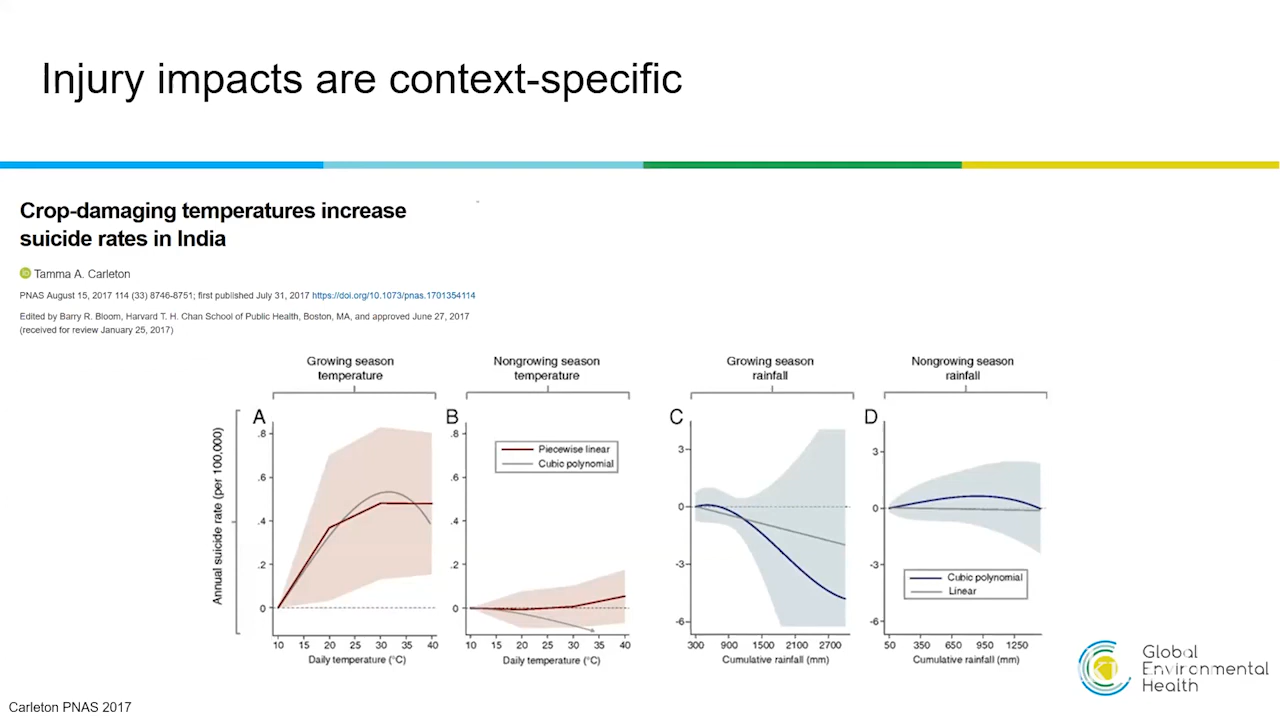 Injury impacts are context-specific
Crop-damaging temperatures increase
suicide rates in India
iD Tamma A. Carleton
PNAS August 15, 2017 114 (33) 8746-8751; first published July 31, 2017 https://doi.org/10.1073/pnas.1701354114
Edited by Barry R. Bloom, Harvard T. H. Chan School of Public Health, Boston, MA, and approved June 27, 2017
(received for review January 25, 2017)
Growing season
temperature
Nongrowing season
temperature
Growing season
rainfall
Nongrowing season
rainfall
Annual suicide rate (per 100,000)
A
.8
.6
.4
.2
0
10 15 20 25 30 35 40
Daily temperature (°C)
B
.8
.6
.4
.2
0
Piecewise linear
Cubic polynomial
10 15 20 25 30 35 40
Daily temperature (°C)
C
3
0
-3
-6
300 900 1500 2100 2700
Cumulative rainfall (mm)
D
3
0
-3
-6
Cubic polynomial
Linear
50 350 650 950 1250
Cumulative rainfall (mm)
Global
Environmental
Health
Carleton PNAS 2017